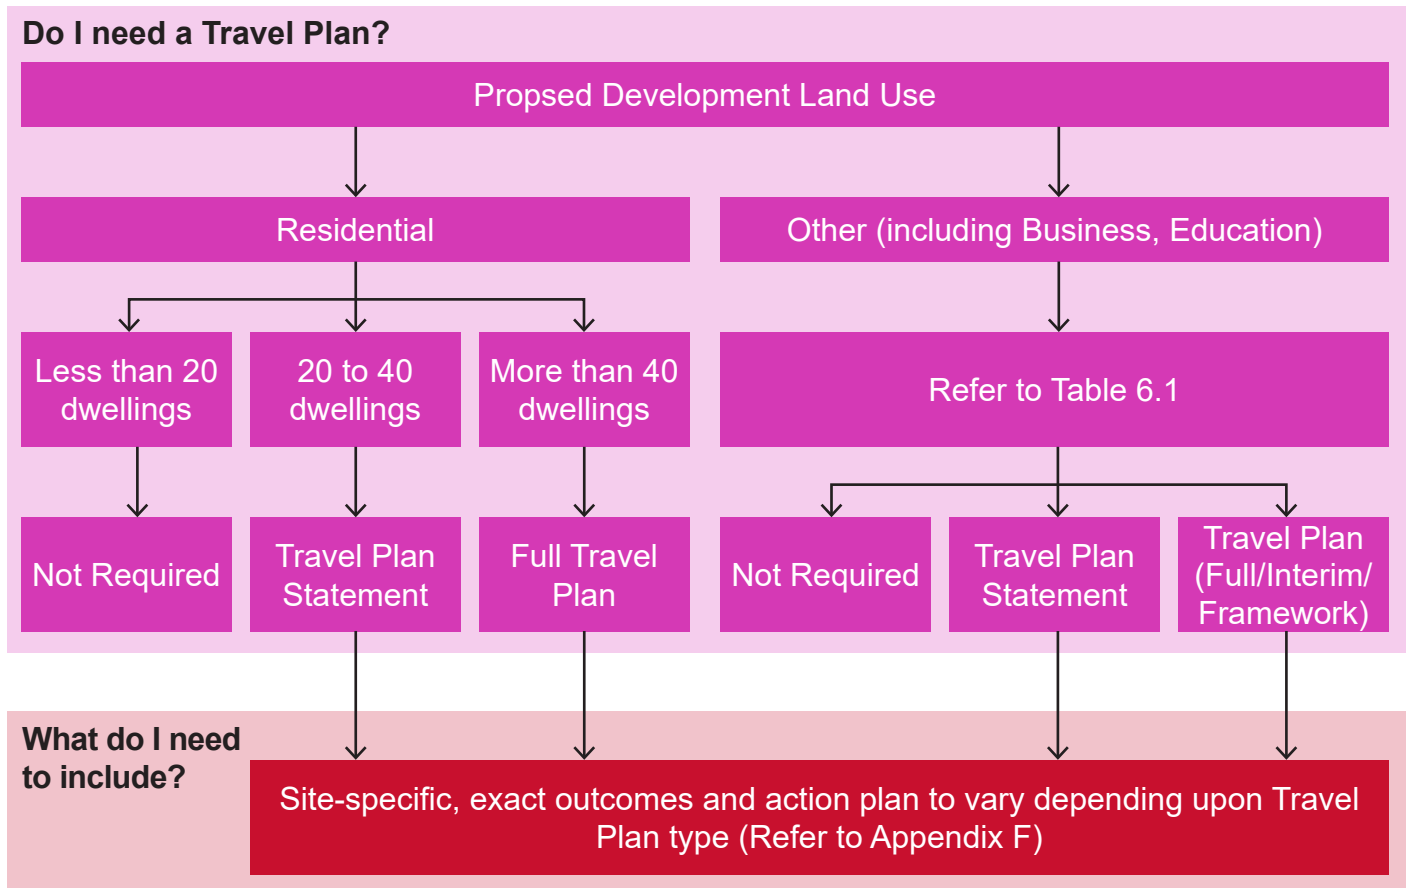 Do I need a Travel Plan?
Propsed Development Land Use
Residential
Other (including Business, Education)
Less than 20
dwellings
20 to 40
dwellings
More than 40
dwellings
Refer to Table 6.1
Not Required
Travel Plan
Statement
Full Travel
Plan
Not Required
Travel Plan
Statement
Travel Plan
(Full/Interim/
Framework)
What do I need
to include?
Site-specific, exact outcomes and action plan to vary depending upon Travel
Plan type (Refer to Appendix F)